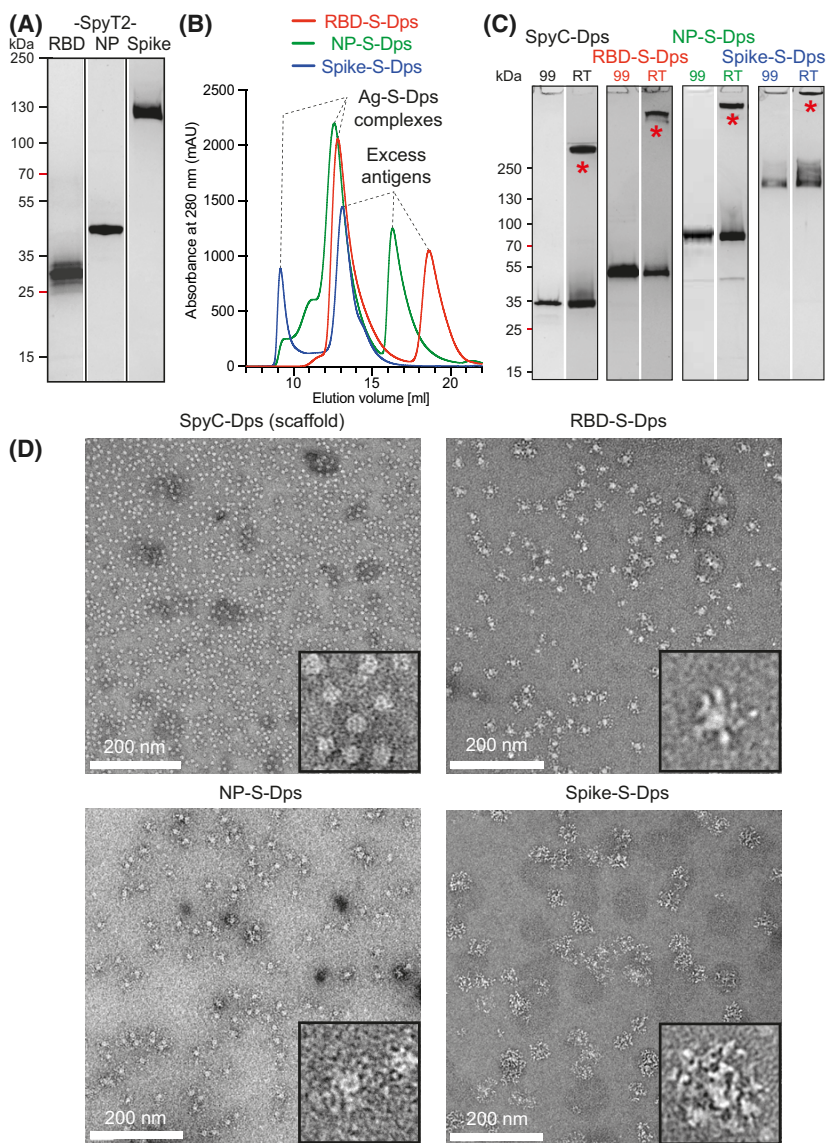 (A)
-SpyT2-
kDa RBD NP Spike
250
130
100
70
55
35
25
15
(B)
RBD-S-Dps
NP-S-Dps
Spike-S-Dps
Ag-S-Dps
complexes
Excess
antigens
Absorbance at 280 nm (mAU)
2500
2000
1500
1000
500
0
10 13 16 20
Elution volume [ml]
(C)
SpyC-Dps NP-S-Dps
RBD-S-Dps Spike-S-Dps
kDa 99 RT 99 RT 99 RT 99 RT
* * * *
250
130
100
70
55
35
25
15
(D)
SpyC-Dps (scaffold)
200 nm
RBD-S-Dps
200 nm
NP-S-Dps
200 nm
Spike-S-Dps
200 nm